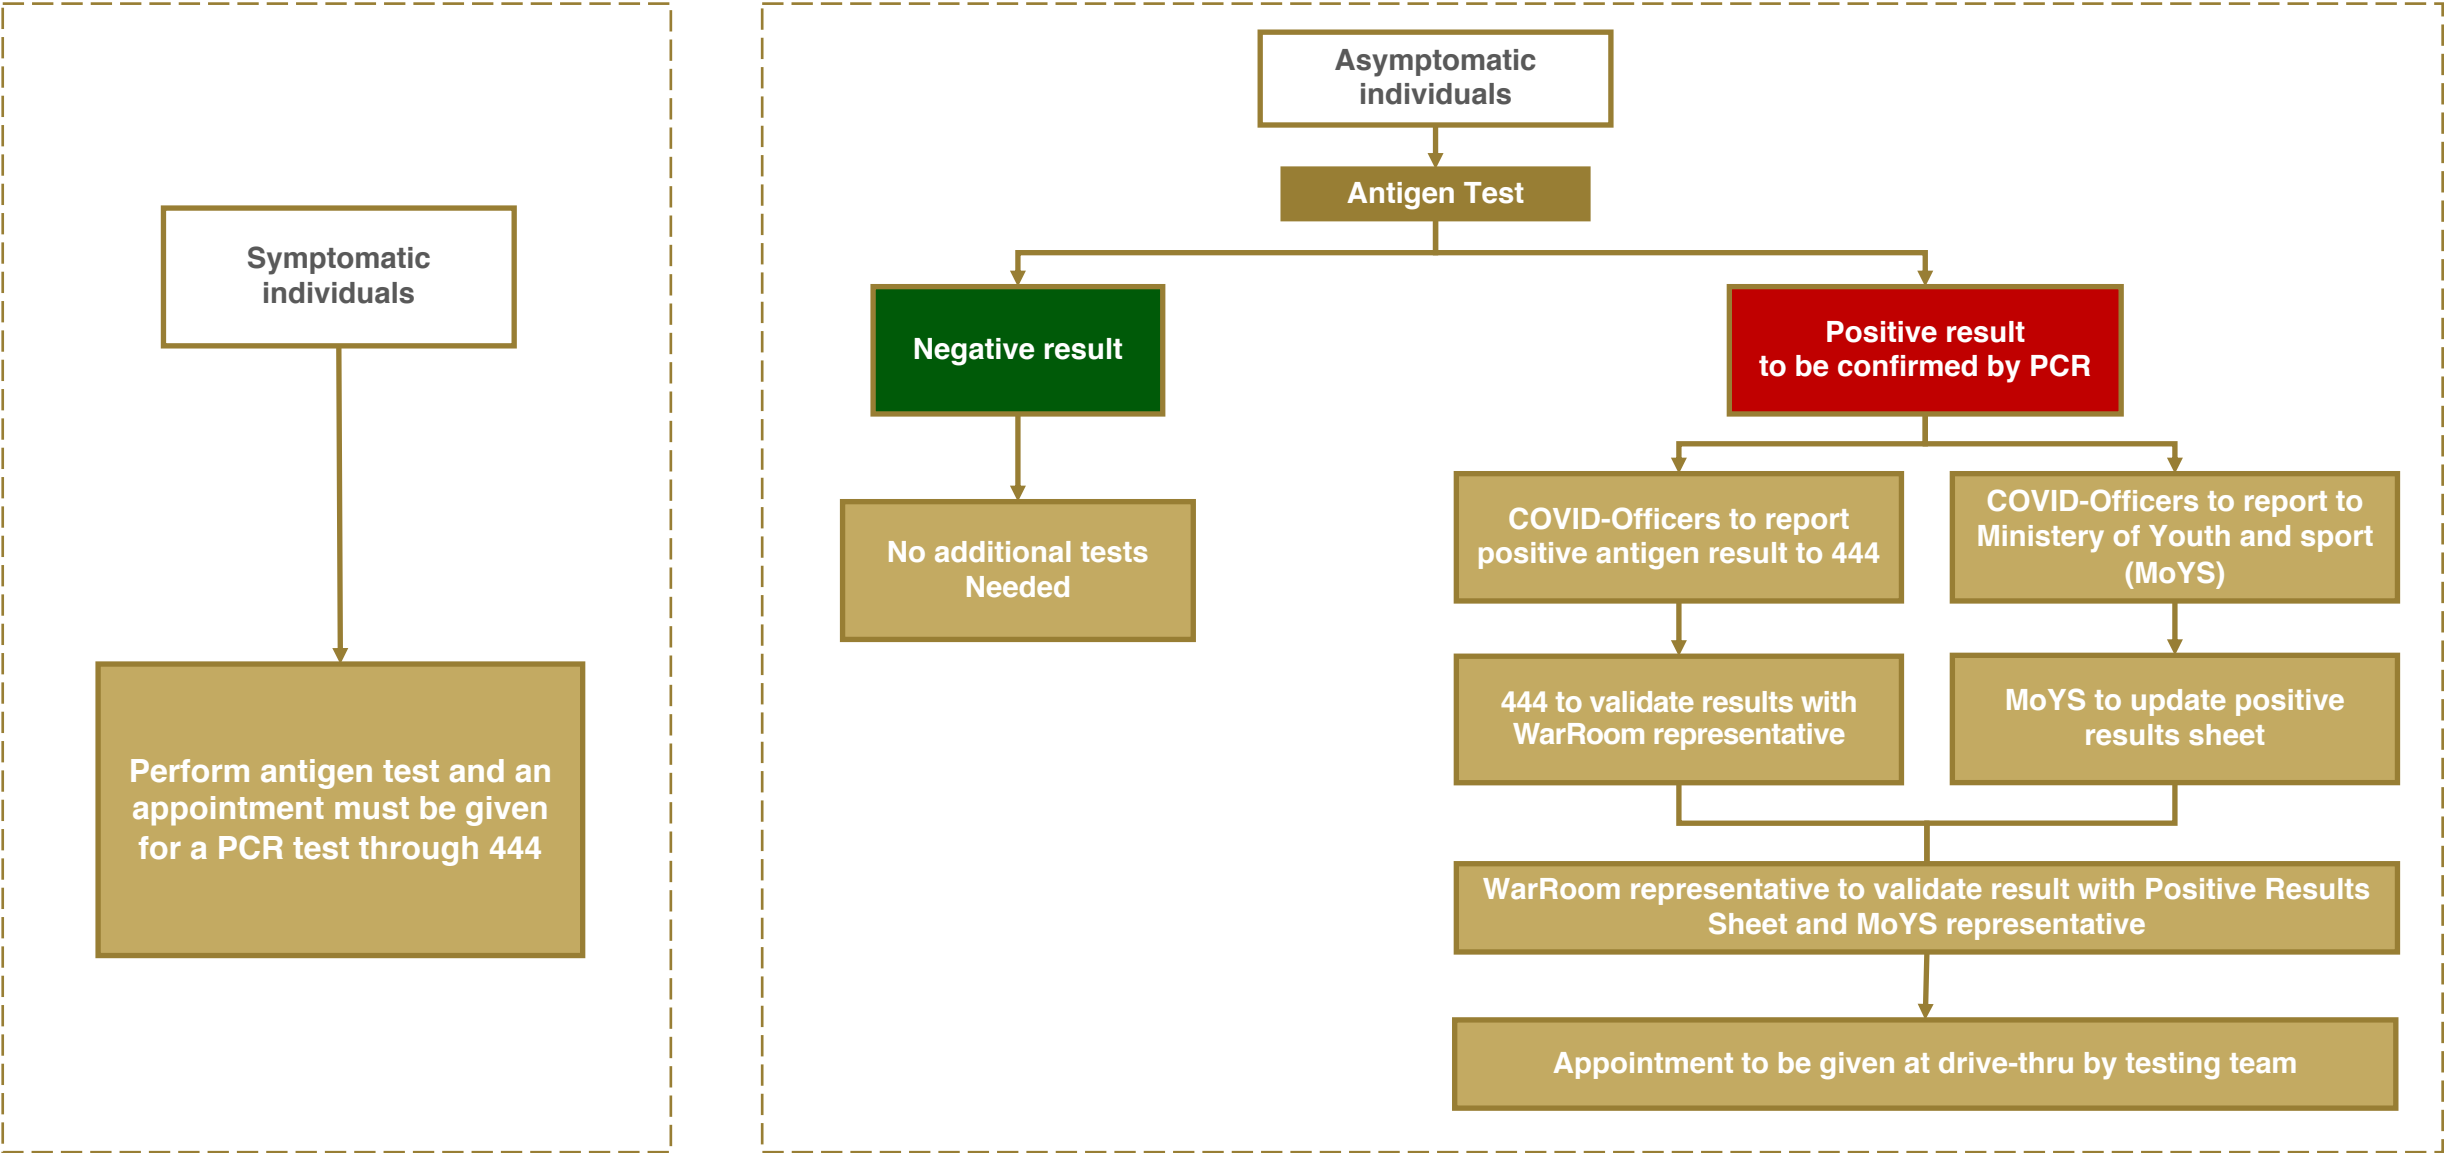 Symptomatic
individuals
Perform antigen test and an
appointment must be given
for a PCR test through 444
Asymptomatic
individuals
Antigen Test
Negative result
No additional tests
Needed
Positive result
to be confirmed by PCR
COVID-Officers to report
positive antigen result to 444
COVID-Officers to report to
Ministery of Youth and sport
(MoYS)
444 to validate results with
WarRoom representative
MoYS to update positive
results sheet
WarRoom representative to validate result with Positive Results
Sheet and MoYS representative
Appointment to be given at drive-thru by testing team